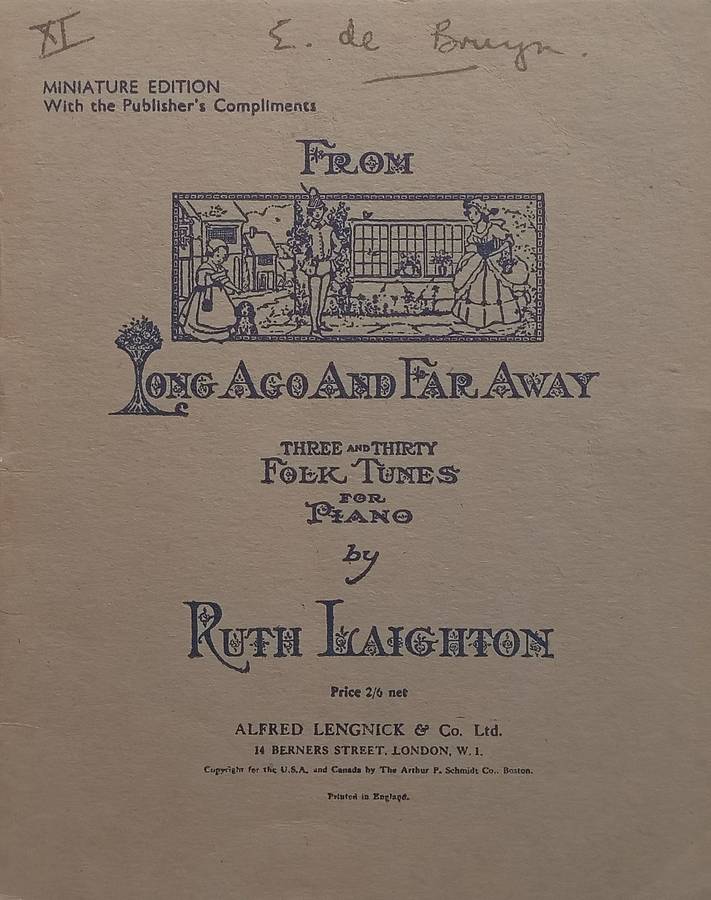 XI E. de Bruyn.
MINIATURE EDITION
With the Publisher's Compliments
FROM
LONG AGO AND FAR AWAY
THREE AND THIRTY
FOLK TUNES
FOR
PIANO
by
RUTH LAIGHTON
Price 2/6 net
ALFRED LENGNICK & Co. Ltd.
14 BERNERS STREET, LONDON, W. 1.
Copyright for the U.S.A. and Canada by The Arthur P. Schmidt Co., Boston.
Printed in England.